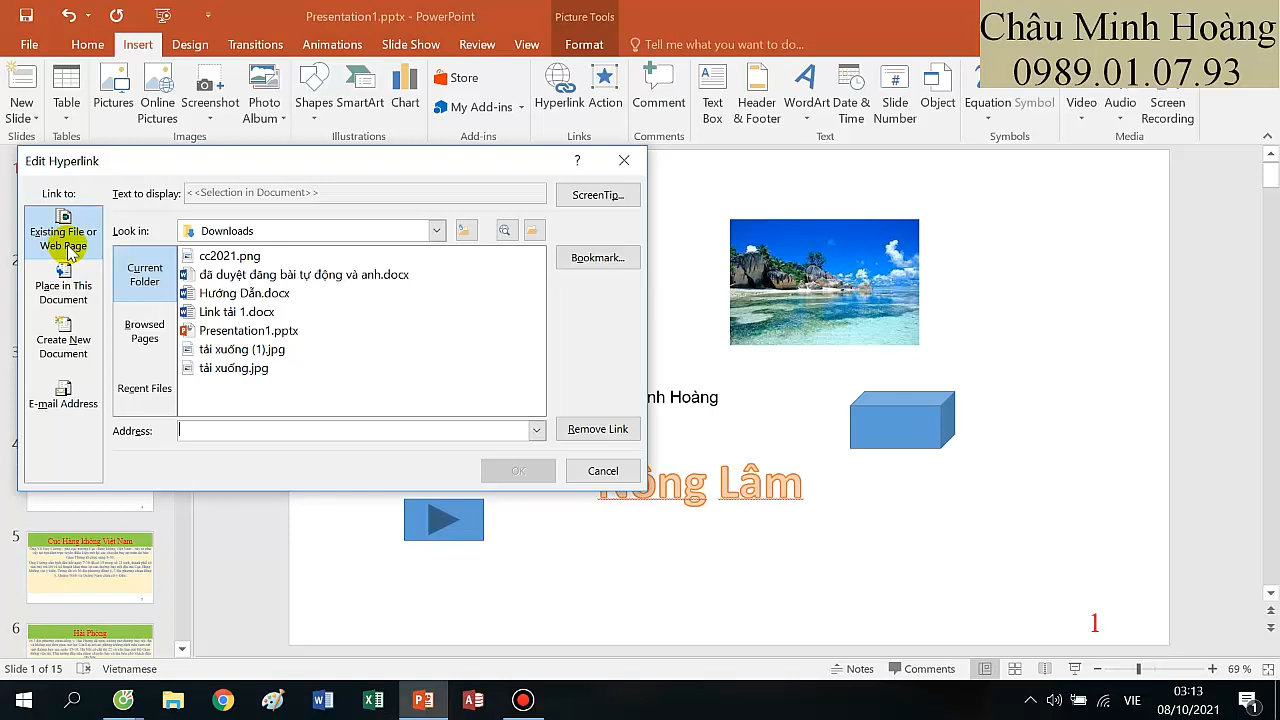 Presentation1.pptx - PowerPoint
Picture Tools
Châu Minh Hoàng
0989.01.07.93
File Home Insert Design Transitions Animations Slide Show Review View Format Tell me what you want to do...
New Slide
Table
Pictures
Online Pictures
Screenshot
Photo Album
Shapes
SmartArt
Chart
Store
My Add-ins
Hyperlink
Action
Comment
Text Box
Header & Footer
WordArt
Date & Time
Slide Number
Object
Equation
Symbol
Video
Audio
Screen Recording
Slides Tables Images Illustrations Add-ins Links Comments Text Symbols Media
Edit Hyperlink
?
Link to:
Text to display: <<Selection in Document>>
ScreenTip...
Existing File or Web Page
Look in: Downloads
Bookmark...
Current Folder
cc2021.png
đã duyệt đăng bài tự động và anh.docx
Hướng Dẫn.docx
Link tải 1.docx
Presentation1.pptx
tải xuống (1).jpg
tải xuống.jpg
Place in This Document
Browsed Pages
Create New Document
Recent Files
E-mail Address
Address:
Remove Link
OK
Cancel
nh Hoàng
Nông Lâm
5
Cục Hàng không Việt Nam
6
Hải Phòng
1
Slide 1 of 15
Vietnamese
Notes
Comments
69 %
VIE
03:13
08/10/2021
1